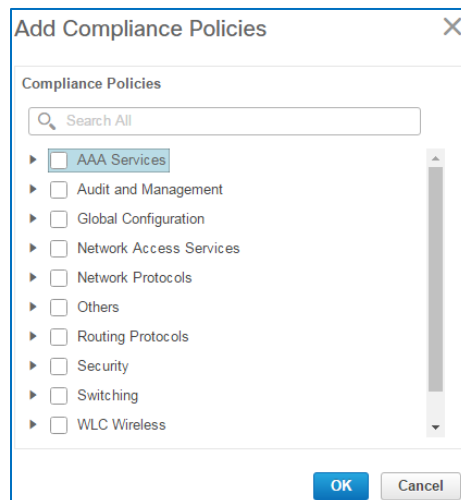 Add Compliance Policies
Compliance Policies
Search All
AAA Services
Audit and Management
Global Configuration
Network Access Services
Network Protocols
Others
Routing Protocols
Security
Switching
WLC Wireless
OK Cancel